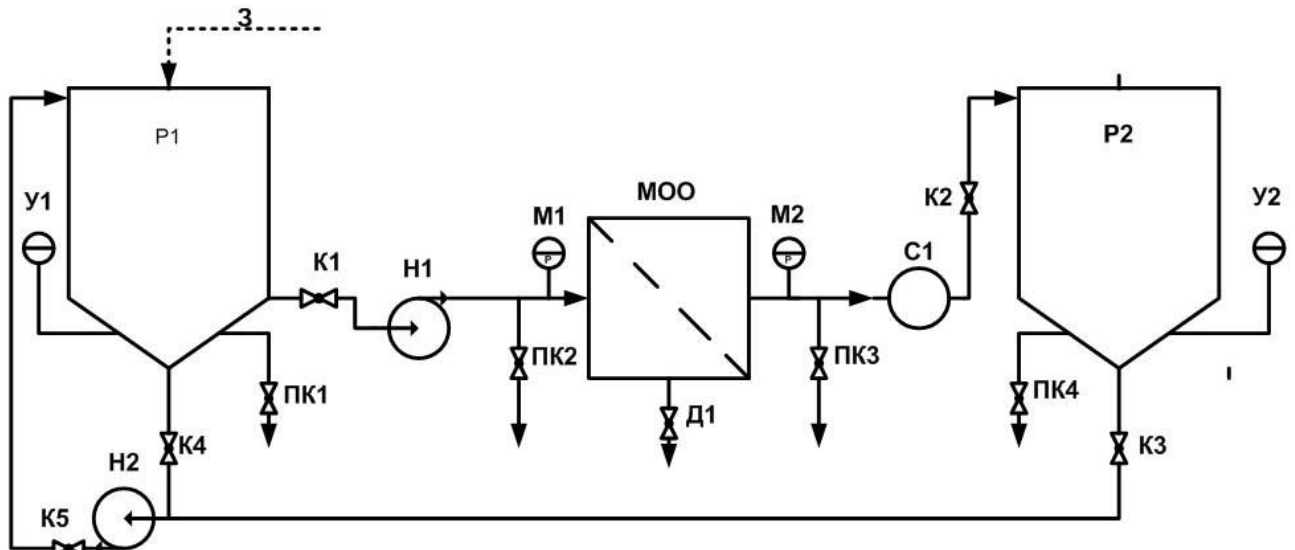 З
Р1
Р2
У1
МОО
К2
У2
М1
М2
К1
Н1
С1
Р
Р
ПК2
ПК3
ПК1
Д1
ПК4
К4
К3
Н2
К5